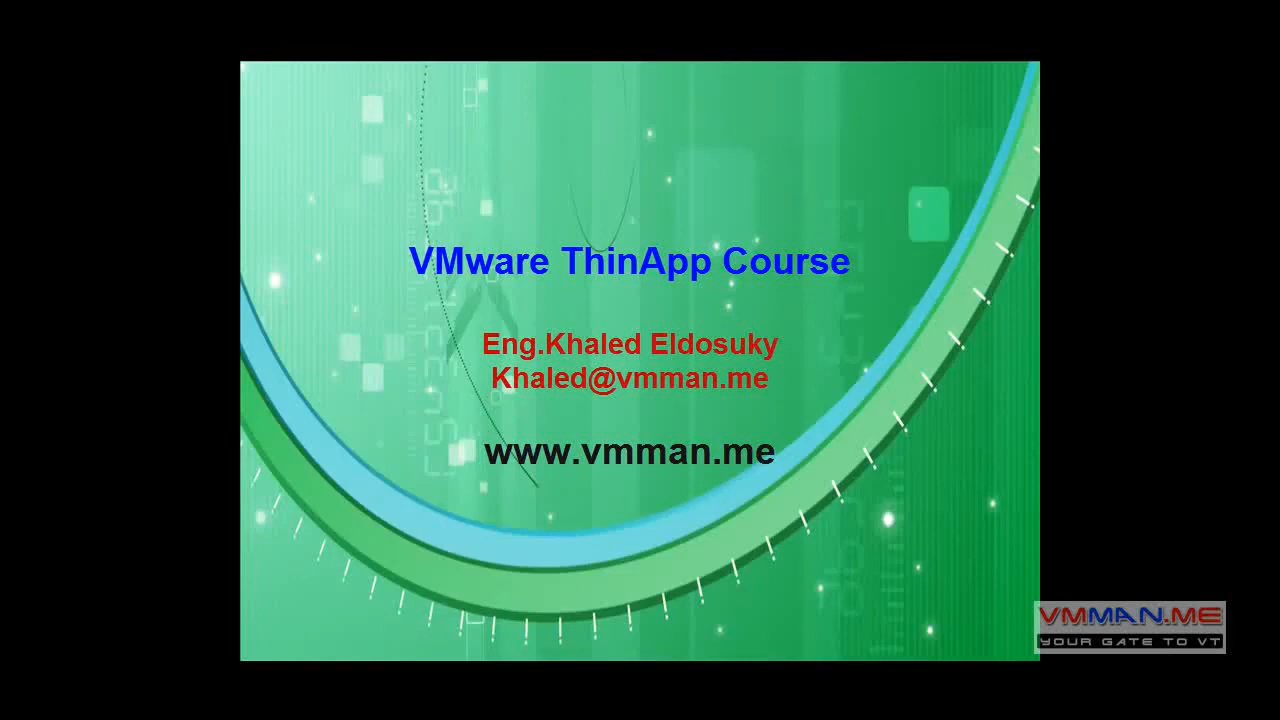 VMware ThinApp Course
Eng.Khaled Eldosuky
Khaled@vmman.me
www.vmman.me
VMMAN.ME
YOUR GATE TO VT